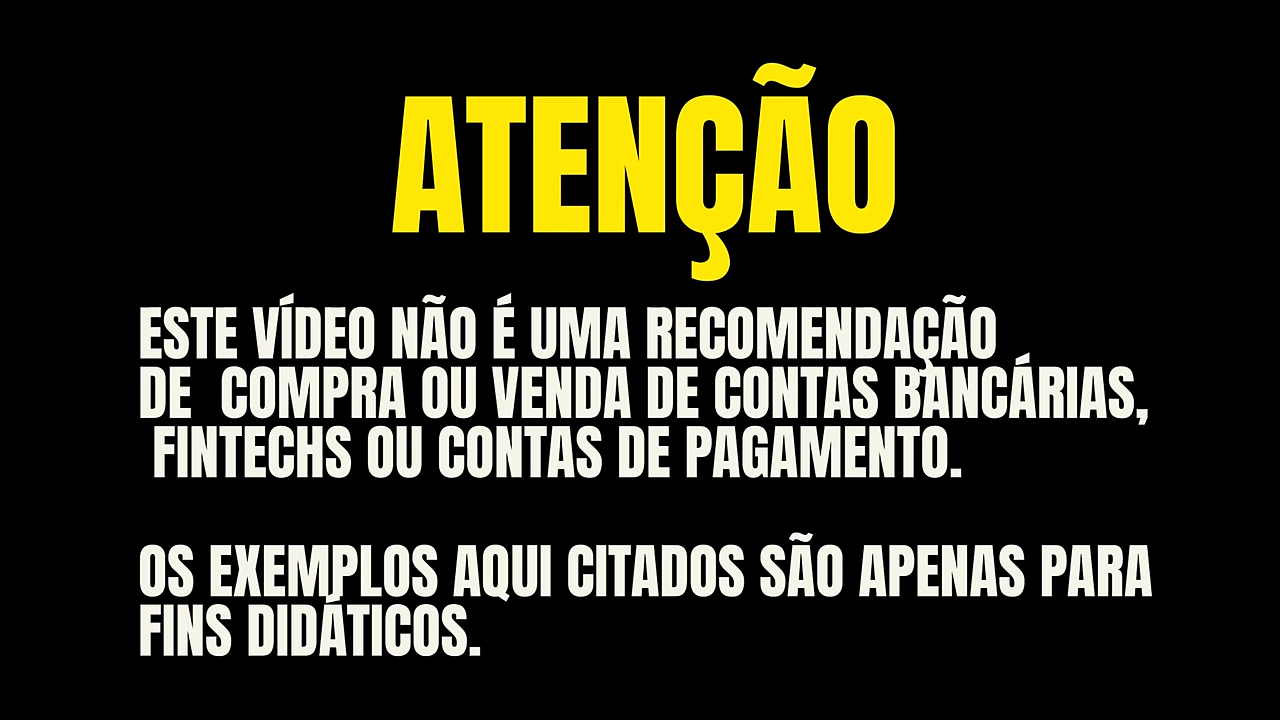 ATENÇÃO
ESTE VÍDEO NÃO É UMA RECOMENDAÇÃO
DE COMPRA OU VENDA DE CONTAS BANCÁRIAS,
FINTECHS OU CONTAS DE PAGAMENTO.
OS EXEMPLOS AQUI CITADOS SÃO APENAS PARA
FINS DIDÁTICOS.